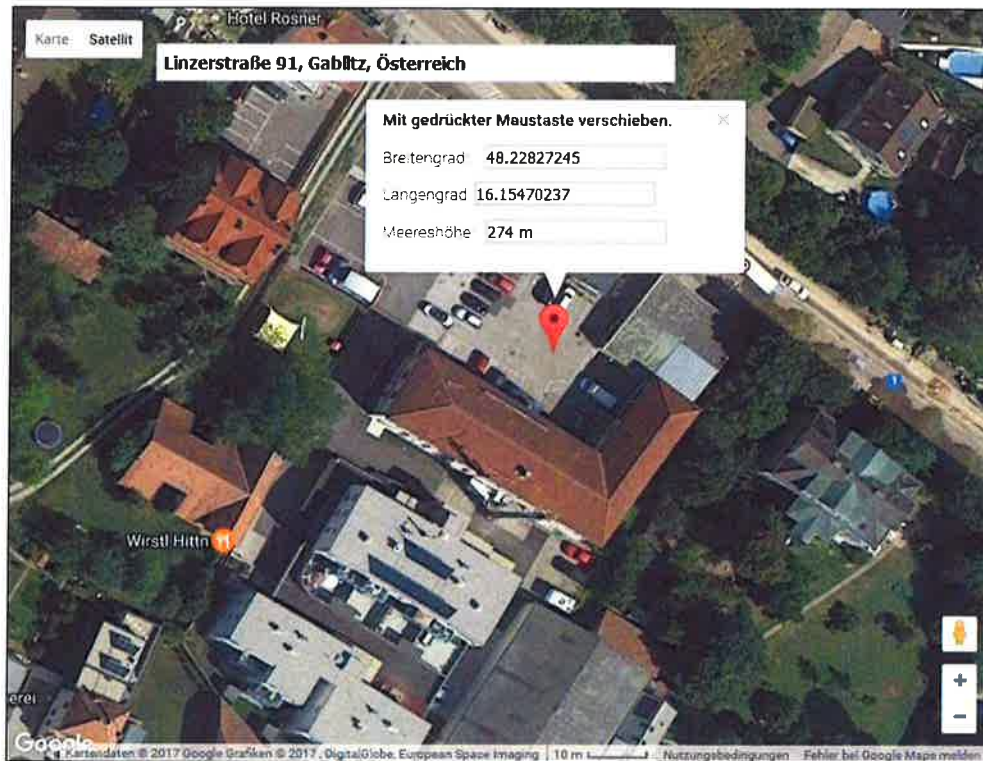 Hotel Rosner
Karte Satellit
Linzerstraße 91, Gablitz, Österreich
Mit gedrückter Maustaste verschieben.
Breitengrad 48.22827245
Längengrad 16.15470237
Meereshöhe 274 m
1
Wirstl Hittn
erei
+
−
Google
Kartendaten © 2017 Google Grafiken © 2017, DigitalGlobe, European Space Imaging 10 m Nutzungsbedingungen Fehler bei Google Maps melden